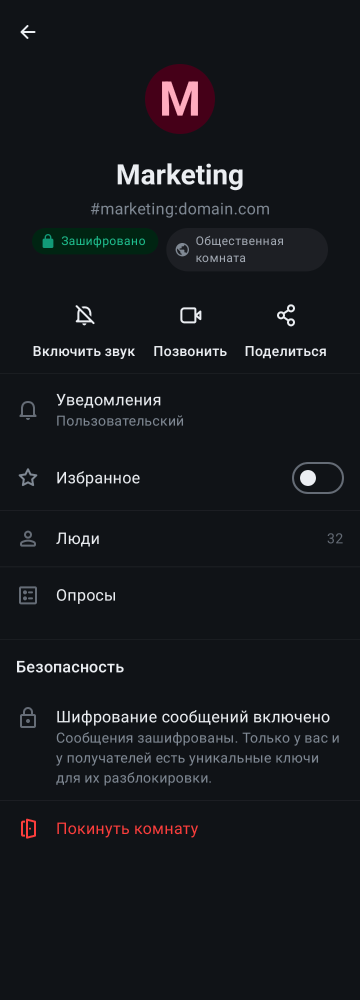 M
Marketing
#marketing:domain.com
Зашифровано
Общественная
комната
Включить звук
Позвонить
Поделиться
Уведомления
Пользовательский
Избранное
Люди
32
Опросы
Безопасность
Шифрование сообщений включено
Сообщения зашифрованы. Только у вас и
у получателей есть уникальные ключи
для их разблокировки.
Покинуть комнату